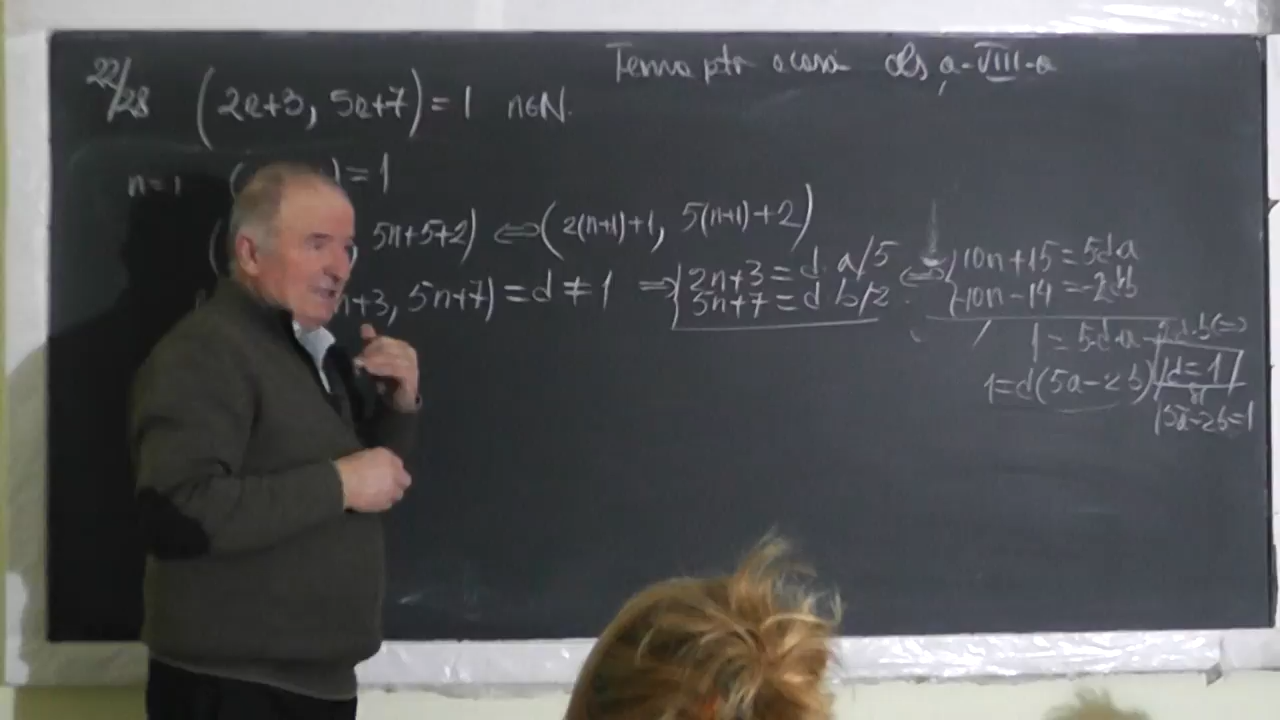 Tema ptr acasă cls, a-VIII-a
22/28 (2n+3, 5n+7)=1 n∈N.
n=1 ( )=1
( 5n+5+2) ⟺ (2(n+1)+1, 5(n+1)+2)
n+3, 5n+7)=d≠1 ⇒ {2n+3=d·a/5
5n+7=d b/2
⟺ {10n+15=5da
-10n-14=-2db
/ 1=5d·a-2d·b⟺
1=d(5a-2b) d=1
5a-2b=1